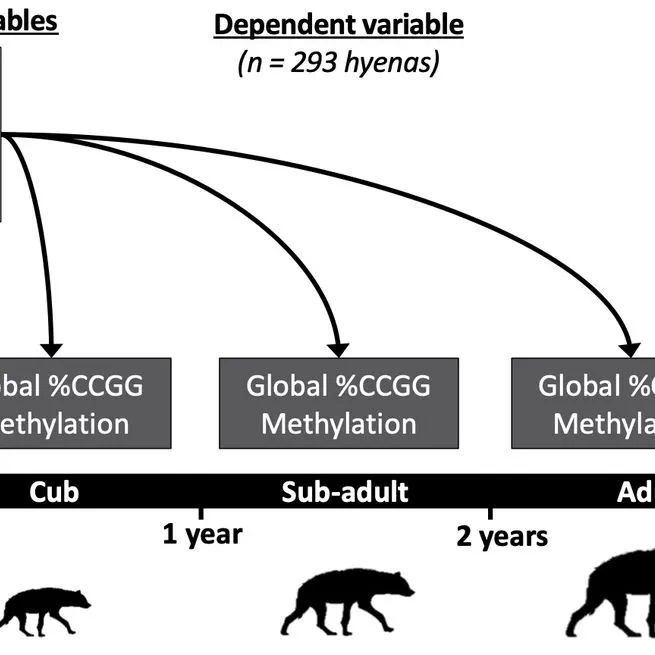 ables
Dependent variable
(n = 293 hyenas)
obal %CCGG
ethylation
Global %CCGG
Methylation
Global %C
Methyla
Cub
Sub-adult
Ad
1 year
2 years